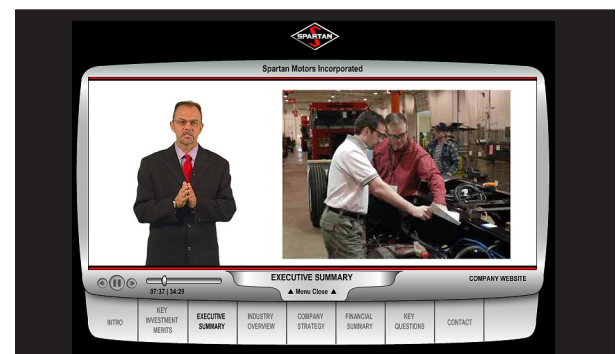 SPARTAN
Spartan Motors Incorporated
EXECUTIVE SUMMARY
COMPANY WEBSITE
07:37 | 34:29
▲ Menu Close ▲
INTRO
KEY
INVESTMENT
MERITS
EXECUTIVE
SUMMARY
INDUSTRY
OVERVIEW
COMPANY
STRATEGY
FINANCIAL
SUMMARY
KEY
QUESTIONS
CONTACT